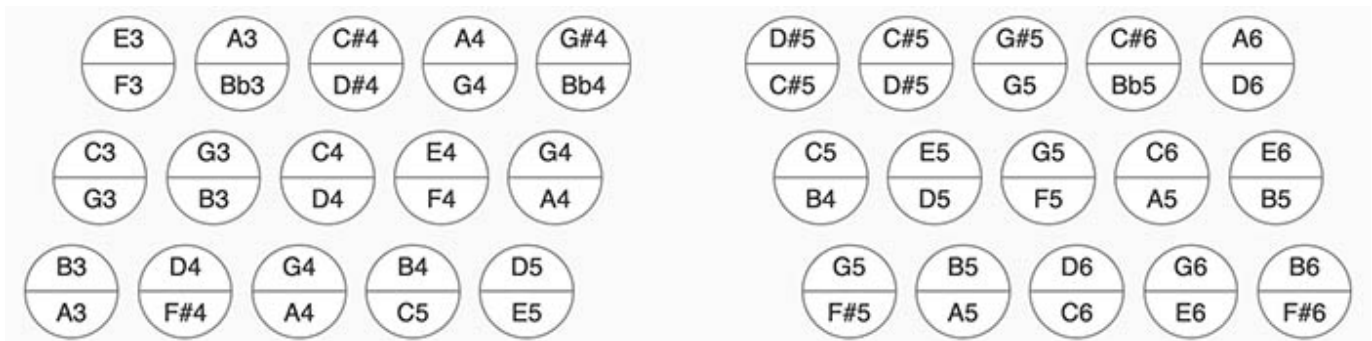 E3 A3 C#4 A4 G#4 D#5 C#5 G#5 C#6 A6
F3 Bb3 D#4 G4 Bb4 C#5 D#5 G5 Bb5 D6
C3 G3 C4 E4 G4 C5 E5 G5 C6 E6
G3 B3 D4 F4 A4 B4 D5 F5 A5 B5
B3 D4 G4 B4 D5 G5 B5 D6 G6 B6
A3 F#4 A4 C5 E5 F#5 A5 C6 E6 F#6